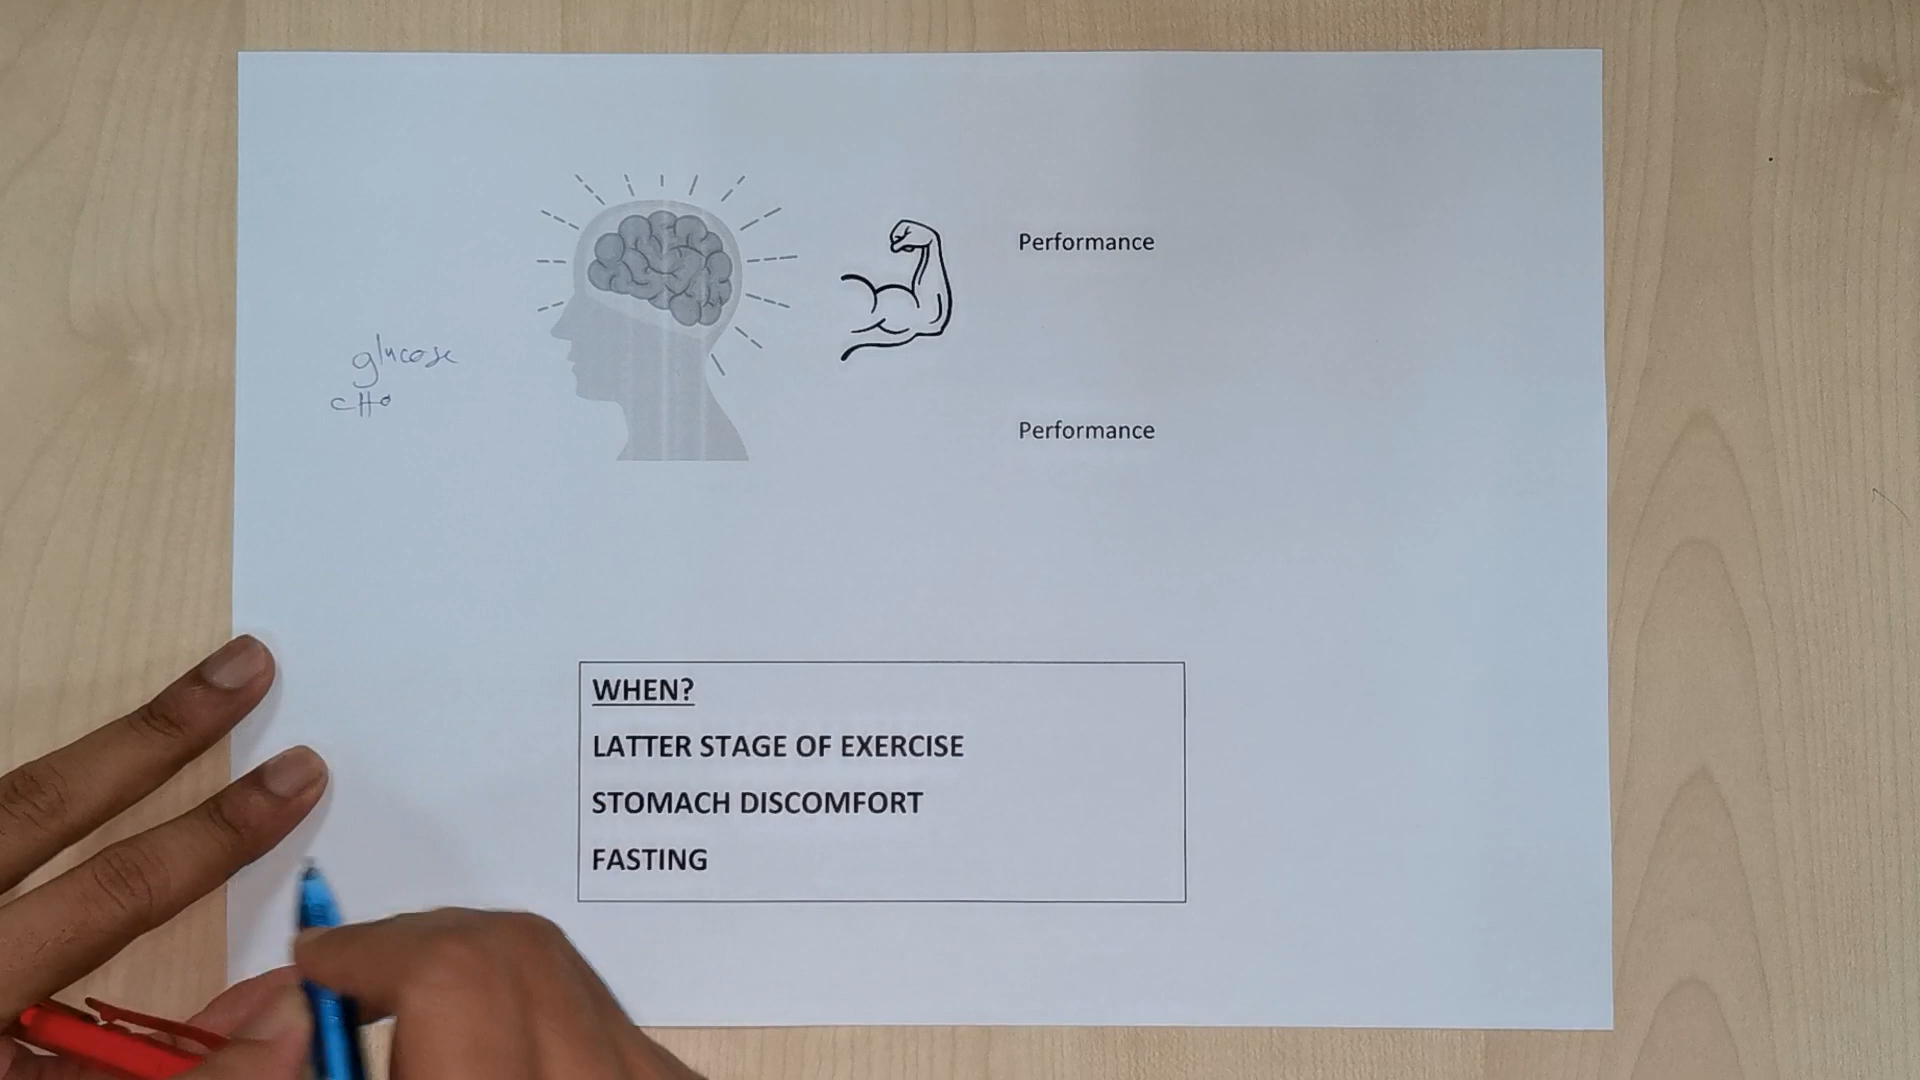 Performance
glucose
CHO
Performance
WHEN?
LATTER STAGE OF EXERCISE
STOMACH DISCOMFORT
FASTING